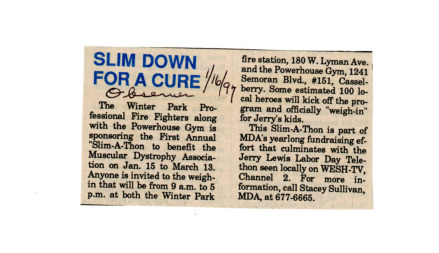 SLIM DOWN
FOR A CURE
1/16/97
Observer
The Winter Park Pro-
fessional Fire Fighters along
with the Powerhouse Gym is
sponsoring the First Annual
"Slim-A-Thon to benefit the
Muscular Dystrophy Associa-
tion on Jan. 15 to March 13.
Anyone is invited to the weigh-
in that will be from 9 a.m. to 5
p.m. at both the Winter Park
fire station, 180 W. Lyman Ave.
and the Powerhouse Gym, 1241
Semoran Blvd., #151, Cassel-
berry. Some estimated 100 lo-
cal heroes will kick off the pro-
gram and officially "weigh-in"
for Jerry's kids.
This Slim-A-Thon is part of
MDA's yearlong fundraising ef-
fort that culminates with the
Jerry Lewis Labor Day Tele-
thon seen locally on WESH-TV,
Channel 2. For more in-
formation, call Stacey Sullivan,
MDA, at 677-6665.